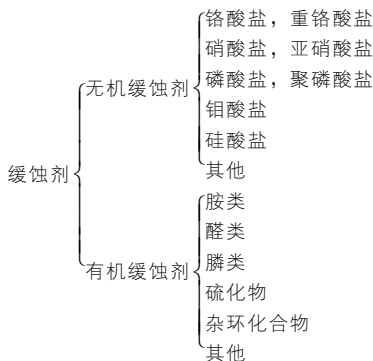 铬酸盐，重铬酸盐
硝酸盐，亚硝酸盐
无机缓蚀剂
磷酸盐，聚磷酸盐
钼酸盐
硅酸盐
缓蚀剂
其他
胺类
醛类
有机缓蚀剂
膦类
硫化物
杂环化合物
其他